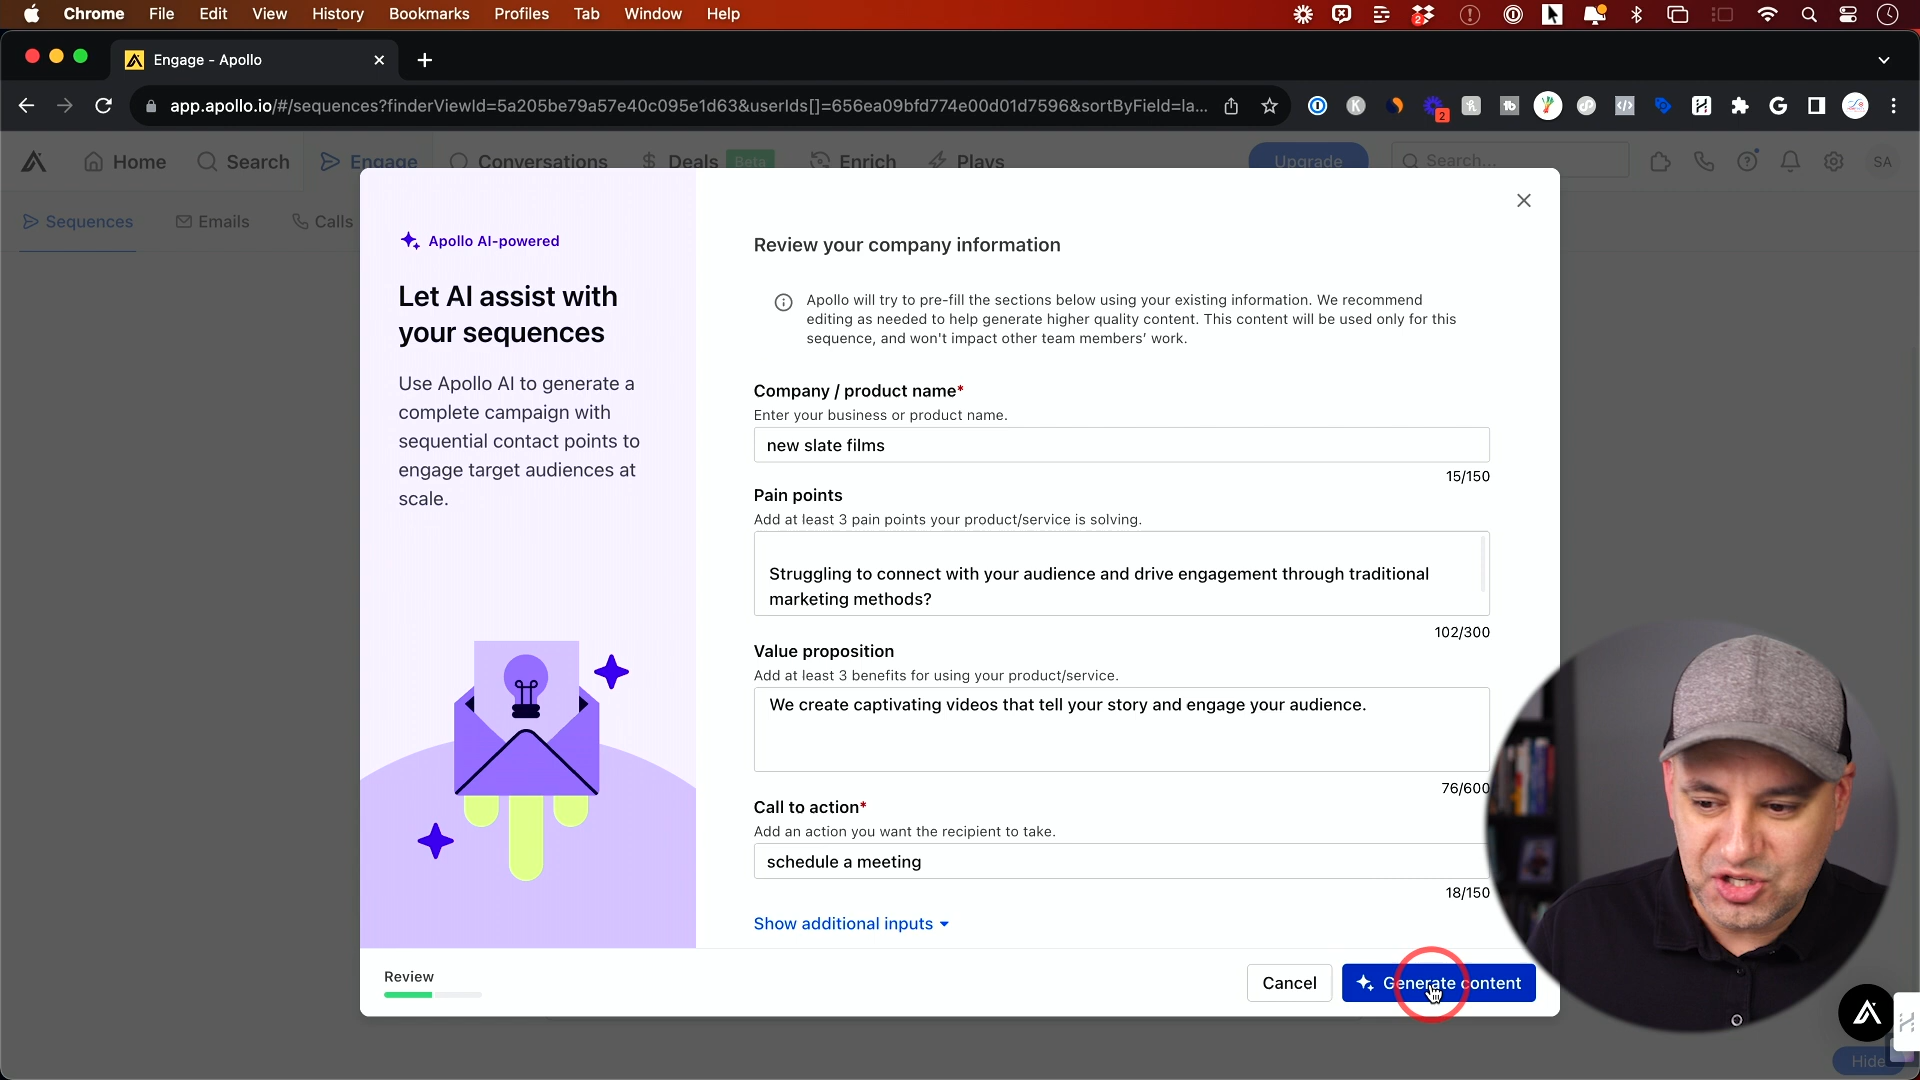 Chrome File Edit View History Bookmarks Profiles Tab Window Help
2
Engage - Apollo
app.apollo.io/#/sequences?finderViewId=5a205be79a57e40c095e1d63&userIds[]=656ea09bfd774e00d01d7596&sortByField=la...
2
Home Search Engage Conversations Deals Beta Enrich Plays Upgrade Search... SA
Sequences Emails Calls
Apollo AI-powered
Let AI assist with
your sequences
Use Apollo AI to generate a
complete campaign with
sequential contact points to
engage target audiences at
scale.
Review your company information
Apollo will try to pre-fill the sections below using your existing information. We recommend
editing as needed to help generate higher quality content. This content will be used only for this
sequence, and won't impact other team members’ work.
Company / product name*
Enter your business or product name.
new slate films
15/150
Pain points
Add at least 3 pain points your product/service is solving.
Struggling to connect with your audience and drive engagement through traditional
marketing methods?
102/300
Value proposition
Add at least 3 benefits for using your product/service.
We create captivating videos that tell your story and engage your audience.
76/600
Call to action*
Add an action you want the recipient to take.
schedule a meeting
18/150
Show additional inputs
Review
Cancel
Generate content
Hide